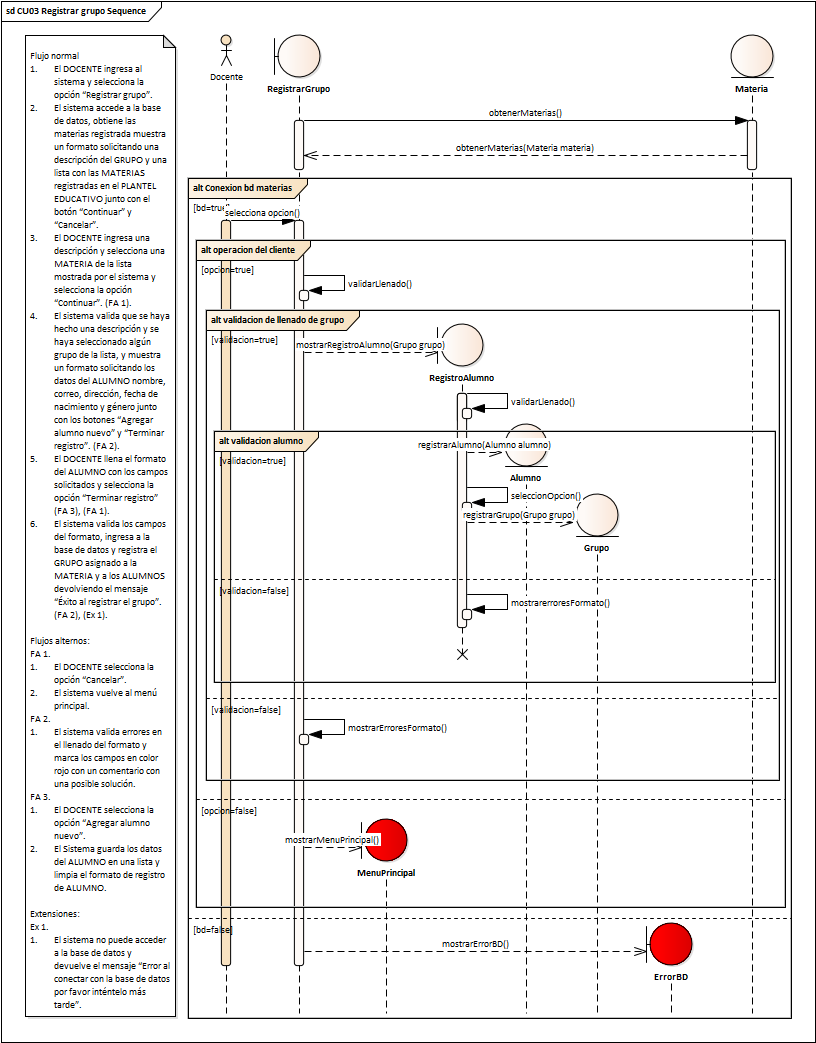 sd CU03 Registrar grupo Sequence
Flujo normal
1. El DOCENTE ingresa al
sistema y selecciona la
opción “Registrar grupo”.
2. El sistema accede a la base
de datos, obtiene las
materias registrada muestra
un formato solicitando una
descripción del GRUPO y una
lista con las MATERIAS
registradas en el PLANTEL
EDUCATIVO junto con el
botón “Continuar” y
“Cancelar”.
3. El DOCENTE ingresa una
descripción y selecciona una
MATERIA de la lista
mostrada por el sistema y
selecciona la opción
“Continuar”. (FA 1).
4. El sistema valida que se haya
hecho una descripción y se
haya seleccionado algún
grupo de la lista, y muestra
un formato solicitando los
datos del ALUMNO nombre,
correo, dirección, fecha de
nacimiento y género junto
con los botones “Agregar
alumno nuevo” y “Terminar
registro”. (FA 2).
5. El DOCENTE llena el formato
del ALUMNO con los campos
solicitados y selecciona la
opción “Terminar registro”
(FA 3), (FA 1).
6. El sistema valida los campos
del formato, ingresa a la
base de datos y registra el
GRUPO asignado a la
MATERIA y a los ALUMNOS
devolviendo el mensaje
“Éxito al registrar el grupo”.
(FA 2), (Ex 1).
Flujos alternos:
FA 1.
1. El DOCENTE selecciona la
opción “Cancelar”.
2. El sistema vuelve al menú
principal.
FA 2.
1. El sistema valida errores en
el llenado del formato y
marca los campos en color
rojo con un comentario con
una posible solución.
FA 3.
1. El DOCENTE selecciona la
opción “Agregar alumno
nuevo”.
2. El Sistema guarda los datos
del ALUMNO en una lista y
limpia el formato de registro
de ALUMNO.
Extensiones:
Ex 1.
1. El sistema no puede acceder
a la base de datos y
devuelve el mensaje “Error al
conectar con la base de datos
por favor inténtelo más
tarde”.
Docente
RegistrarGrupo
Materia
obtenerMaterias()
obtenerMaterias(Materia materia)
alt Conexion bd materias
[bd=true]
selecciona opcion()
alt operacion del cliente
[opcion=true]
validarLlenado()
alt validacion de llenado de grupo
[validacion=true]
mostrarRegistroAlumno(Grupo grupo)
RegistroAlumno
validarLlenado()
alt validacion alumno
registrarAlumno(Alumno alumno)
[validacion=true]
Alumno
seleccionOpcion()
registrarGrupo(Grupo grupo)
Grupo
[validacion=false]
mostrarerroresFormato()
[validacion=false]
mostrarErroresFormato()
[opcion=false]
mostrarMenuPrincipal()
MenuPrincipal
[bd=false]
mostrarErrorBD()
ErrorBD